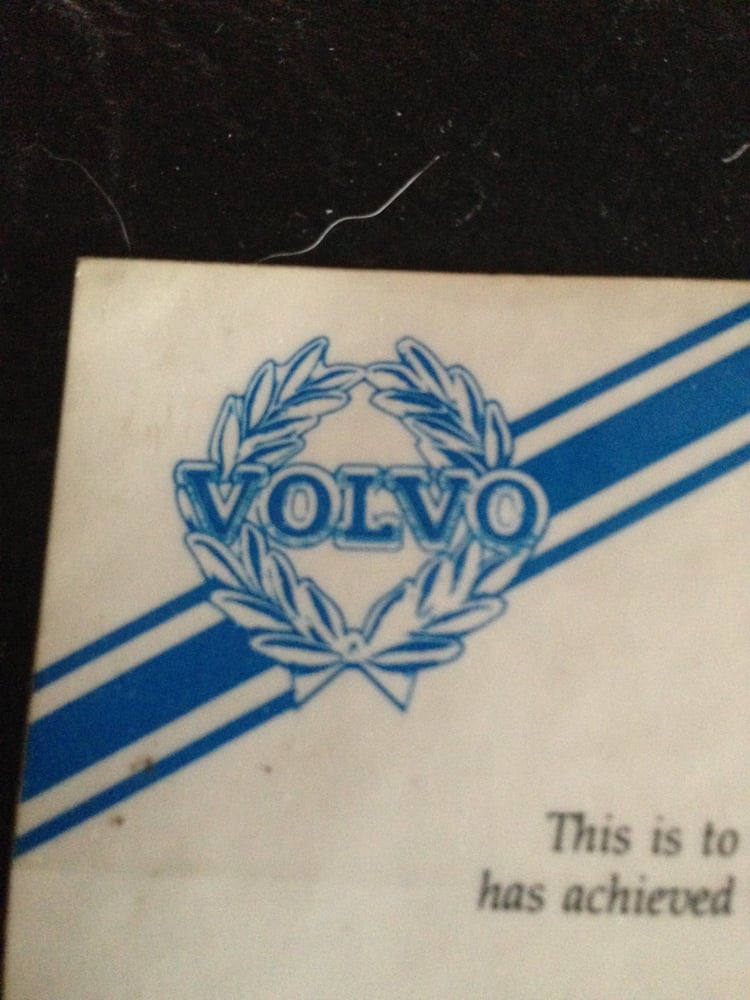 VOLVO
This is to
has achieved